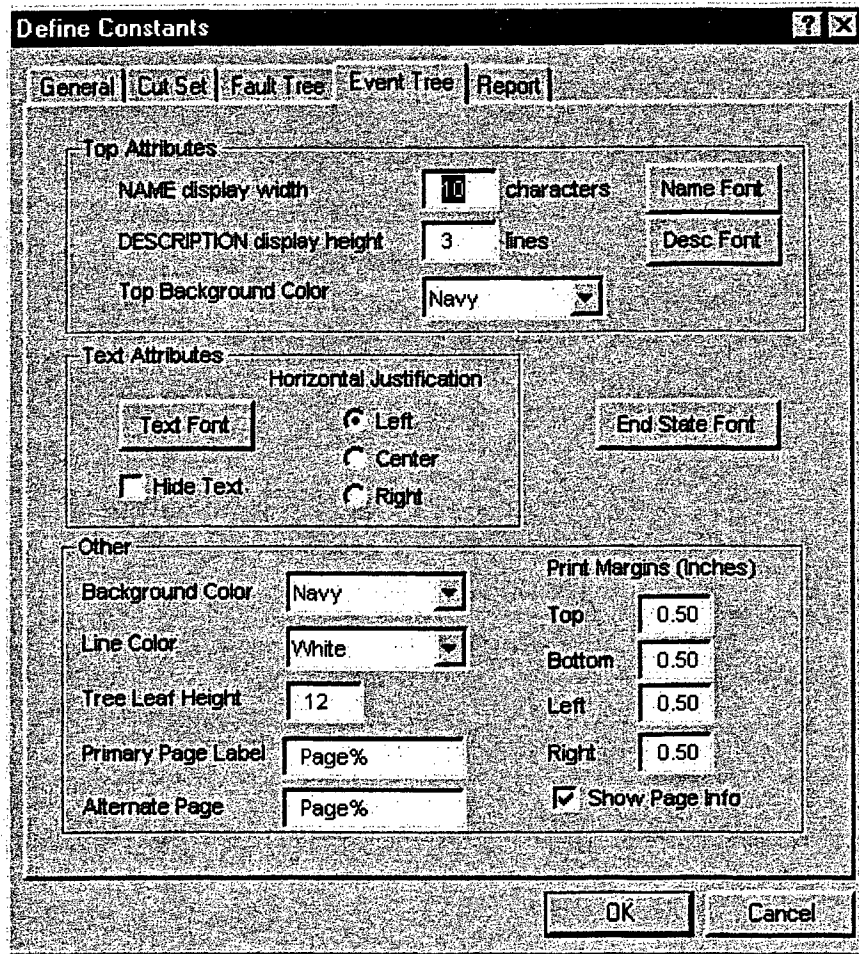 Define Constants
General Cut Set Fault Tree Event Tree Report
Top Attributes
NAME display width 10 characters Name Font
DESCRIPTION display height 3 lines Desc Font
Top Background Color Navy
Text Attributes
Horizontal Justification
Text Font Left End State Font
Center
Hide Text Right
Other
Print Margins (Inches)
Background Color Navy
Top 0.50
Line Color White
Bottom 0.50
Tree Leaf Height 12
Left 0.50
Primary Page Label Page%
Right 0.50
Alternate Page Page%
Show Page Info
OK Cancel